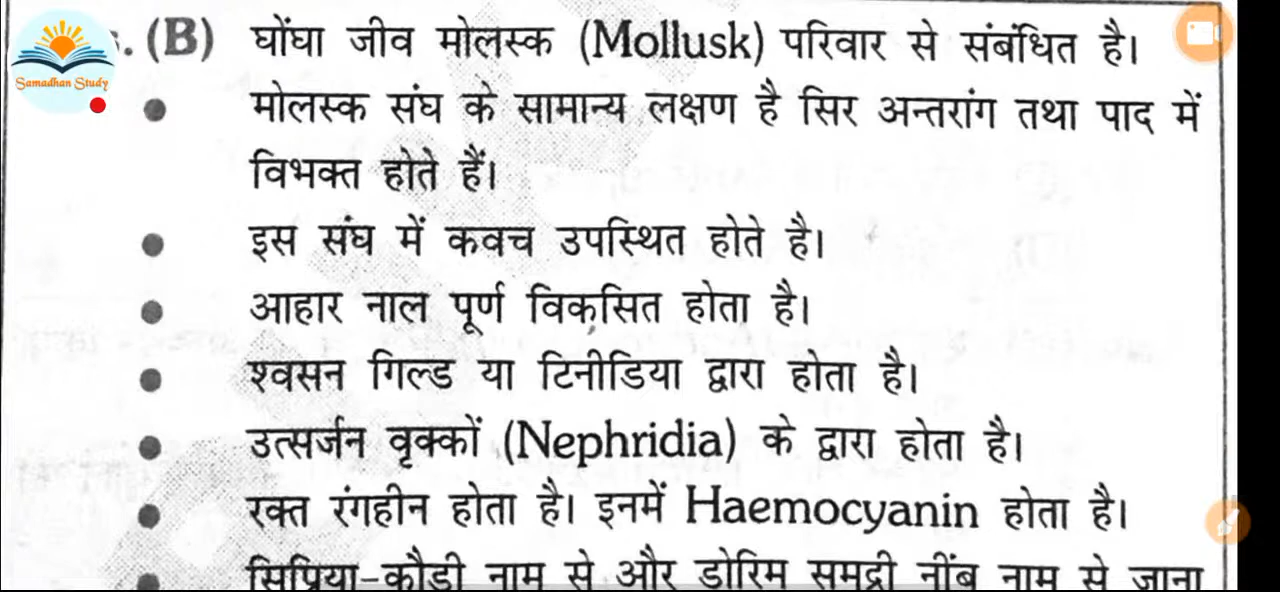 . (B) घोंघा जीव मोलस्क (Mollusk) परिवार से संबंधित है।
Samadhan Study
● मोलस्क संघ के सामान्य लक्षण है सिर अन्तरांग तथा पाद में
विभक्त होते हैं।
● इस संघ में कवच उपस्थित होते है।
● आहार नाल पूर्ण विकसित होता है।
● श्वसन गिल्ड या टिनीडिया द्वारा होता है।
● उत्सर्जन वृक्कों (Nephridia) के द्वारा होता है।
● रक्त रंगहीन होता है। इनमें Haemocyanin होता है।
● सिप्रिया-कौड़ी नाम से और डोरिम समुद्री नींबू नाम से जाना